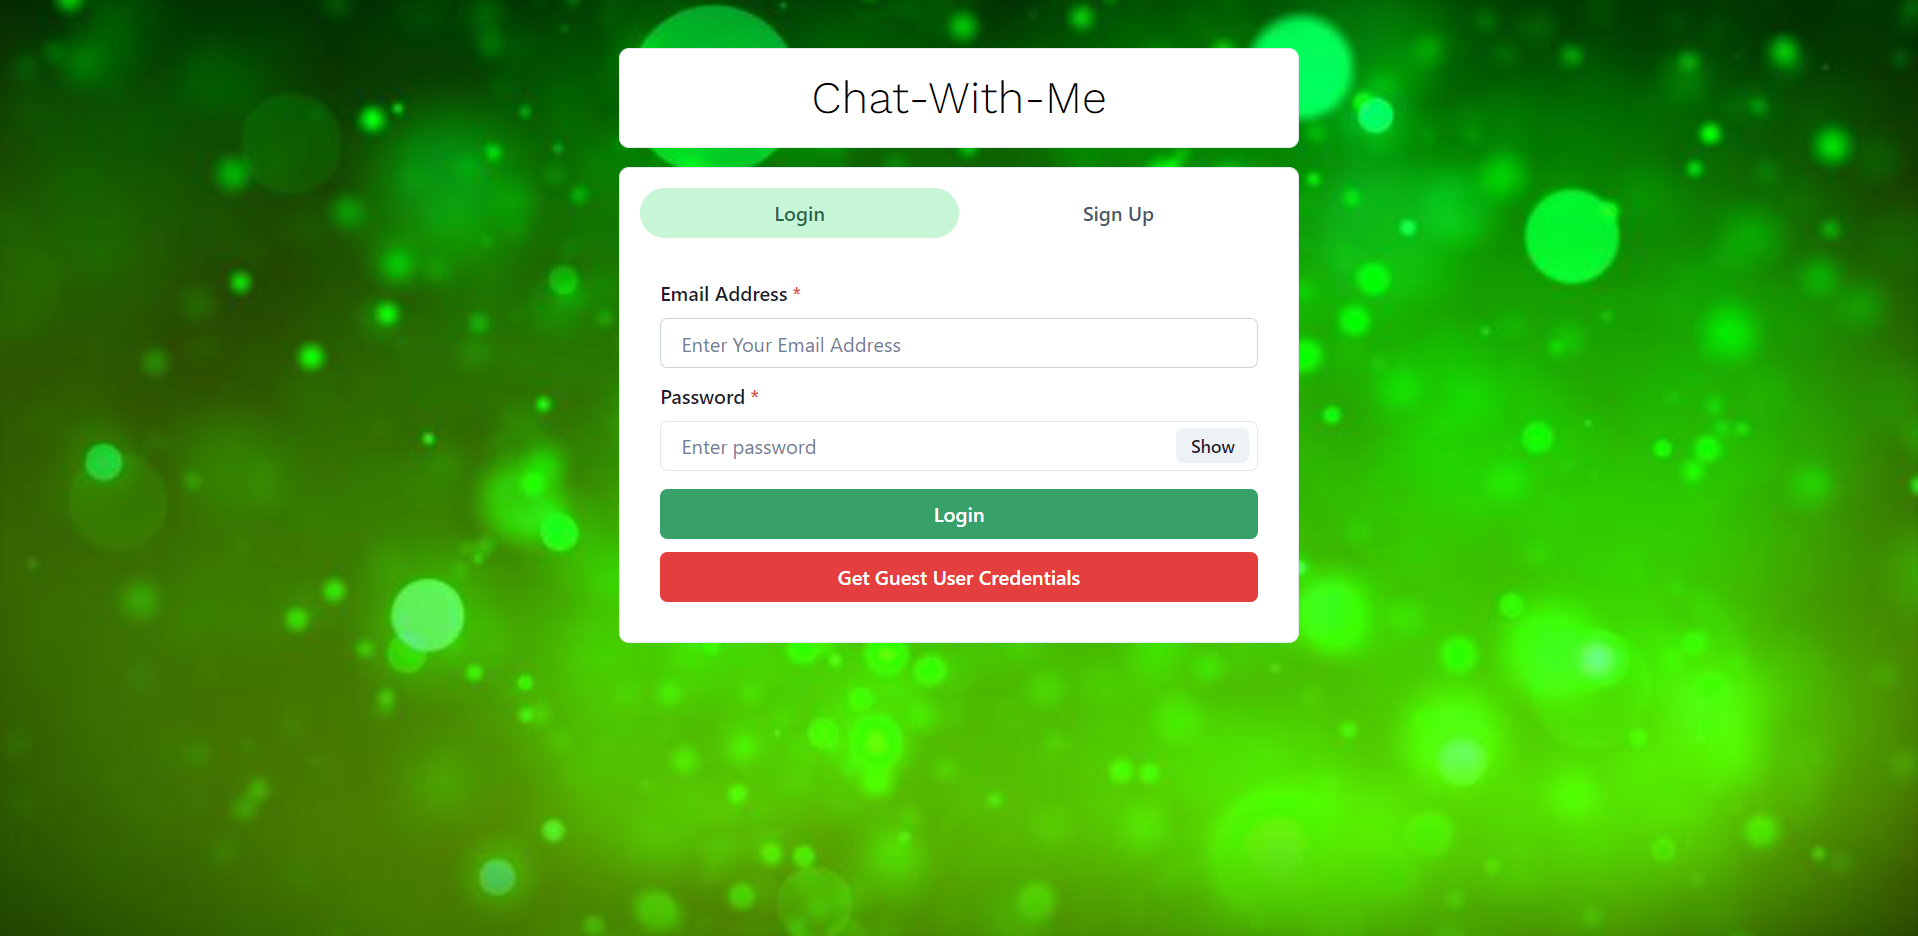 Chat-With-Me
Login Sign Up
Email Address *
Enter Your Email Address
Password *
Enter password Show
Login
Get Guest User Credentials